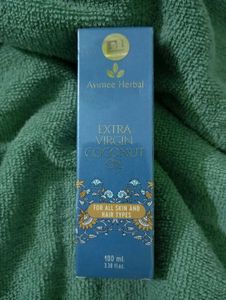 Avimee Herbal
EXTRA
VIRGIN
COCONUT
OIL
FOR ALL SKIN AND
HAIR TYPES
100 ml.
3.38 fl.oz.